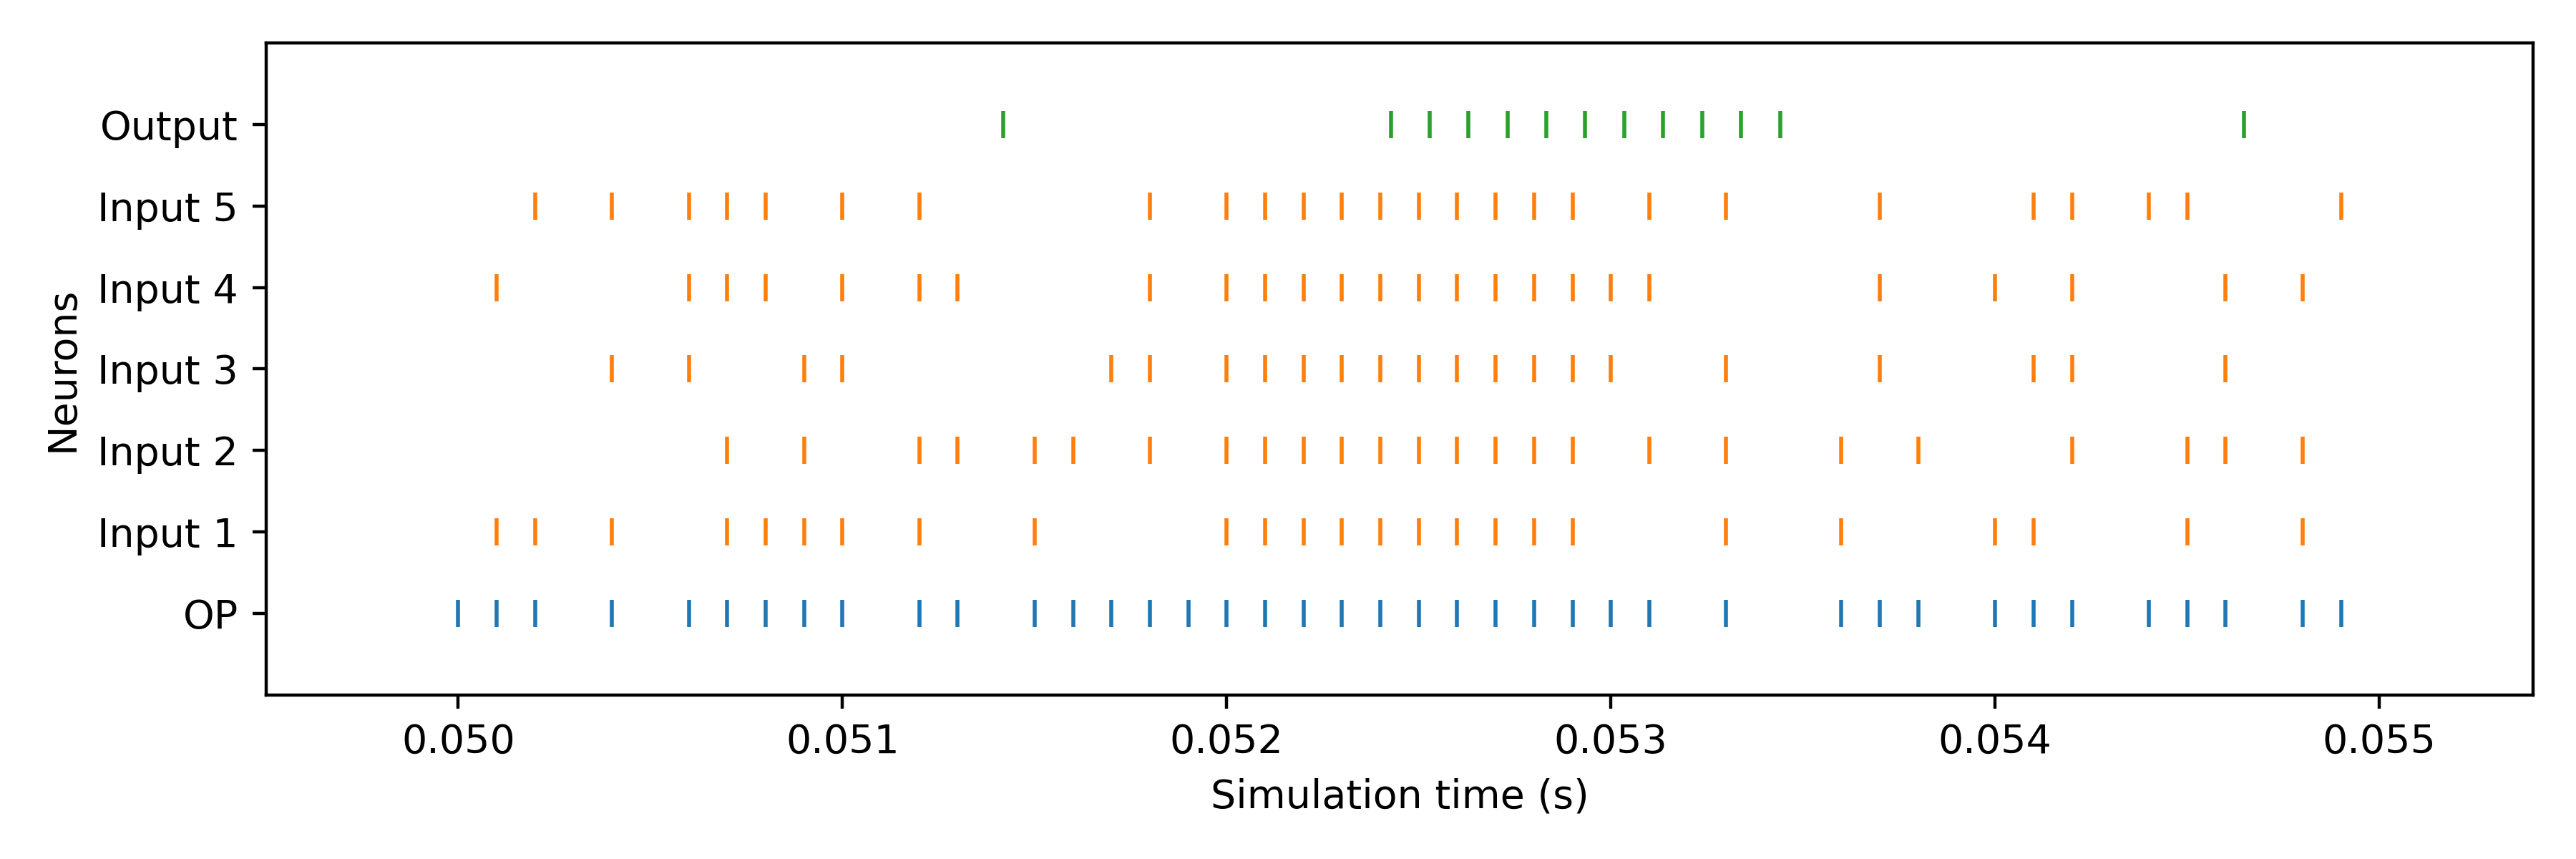 Output
Input 5
Input 4
Input 3
Input 2
Input 1
OP
Neurons
0.050 0.051 0.052 0.053 0.054 0.055
Simulation time (s)